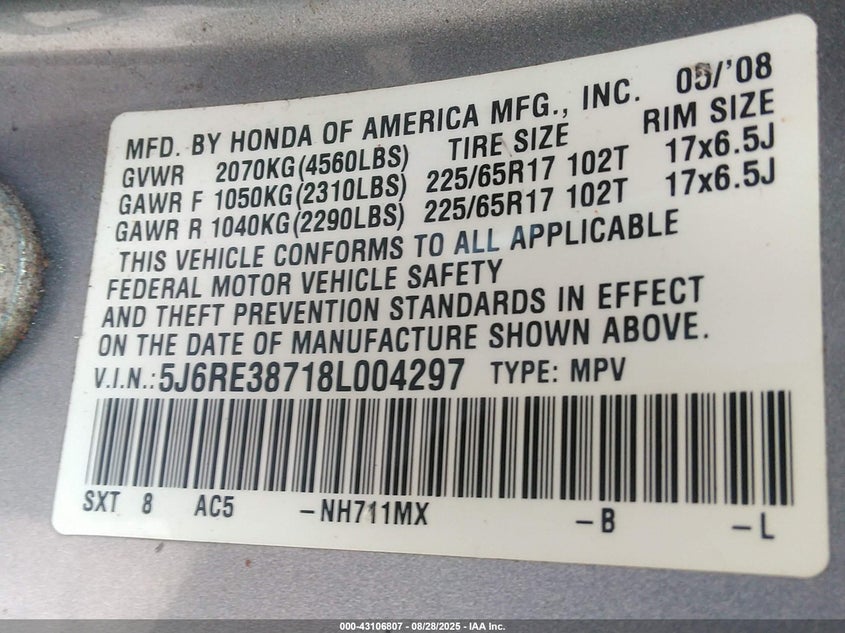 05/'08
MFD. BY HONDA OF AMERICA MFG., INC.
GVWR 2070KG(4560LBS) TIRE SIZE RIM SIZE
GAWR F 1050KG(2310LBS) 225/65R17 102T 17x6.5J
GAWR R 1040KG(2290LBS) 225/65R17 102T 17x6.5J
THIS VEHICLE CONFORMS TO ALL APPLICABLE
FEDERAL MOTOR VEHICLE SAFETY
AND THEFT PREVENTION STANDARDS IN EFFECT
ON THE DATE OF MANUFACTURE SHOWN ABOVE.
V.I.N.: 5J6RE38718L004297 TYPE: MPV
SXT 8 AC5 -NH711MX -B -L
000-43106807 - 08/28/2025 - IAA Inc.